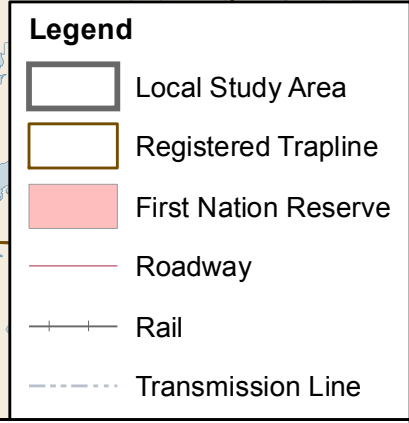 Legend
Local Study Area
Registered Trapline
First Nation Reserve
Roadway
Rail
Transmission Line